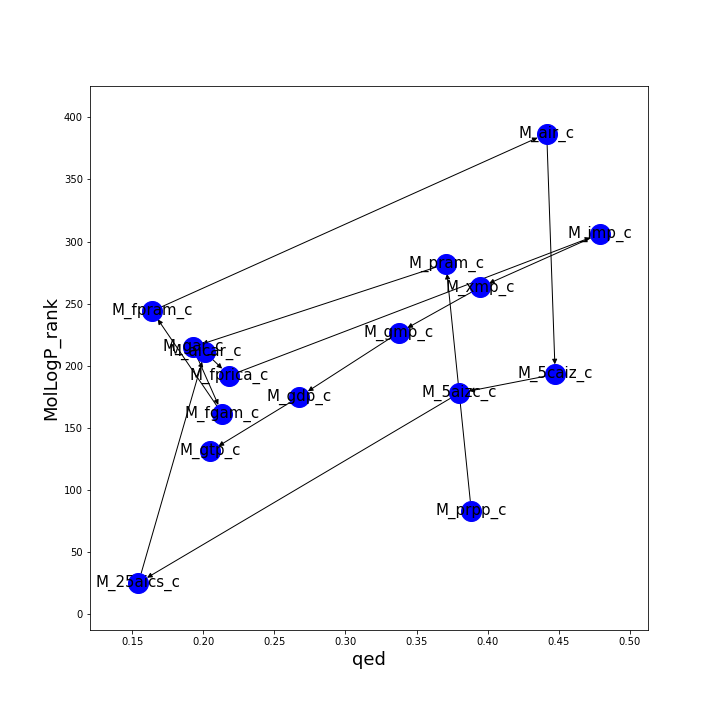 400
350
300
250
200
150
100
50
0
MolLogP_rank
M_air_c
M_imp_c
M_pram_c
M_xmp_c
M_fpram_c
M_gmp_c
M_fprica_c
M_5caiz_c
M_5aizc_c
M_gdp_c
M_fgam_c
M_gtp_c
M_prpp_c
M_25aics_c
0.15 0.20 0.25 0.30 0.35 0.40 0.45 0.50
qed